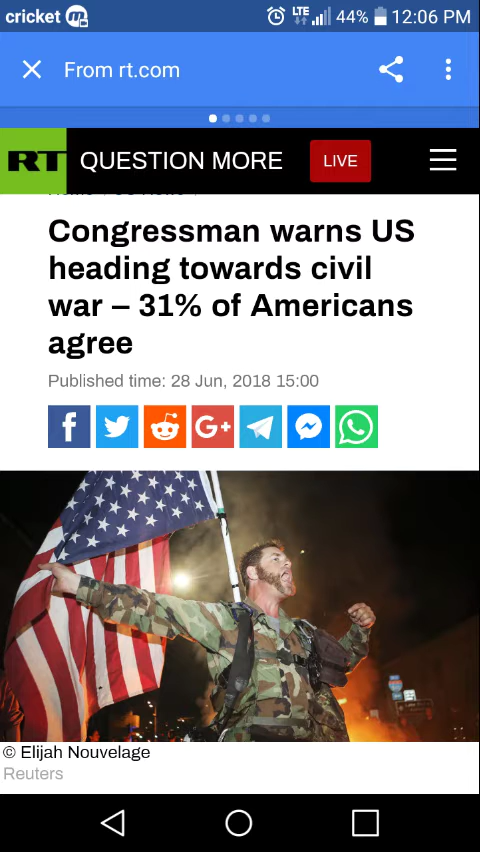 cricket
LTE 44% 12:06 PM
From rt.com
RT QUESTION MORE LIVE
Congressman warns US
heading towards civil
war – 31% of Americans
agree
Published time: 28 Jun, 2018 15:00
f G+
© Elijah Nouvelage
Reuters